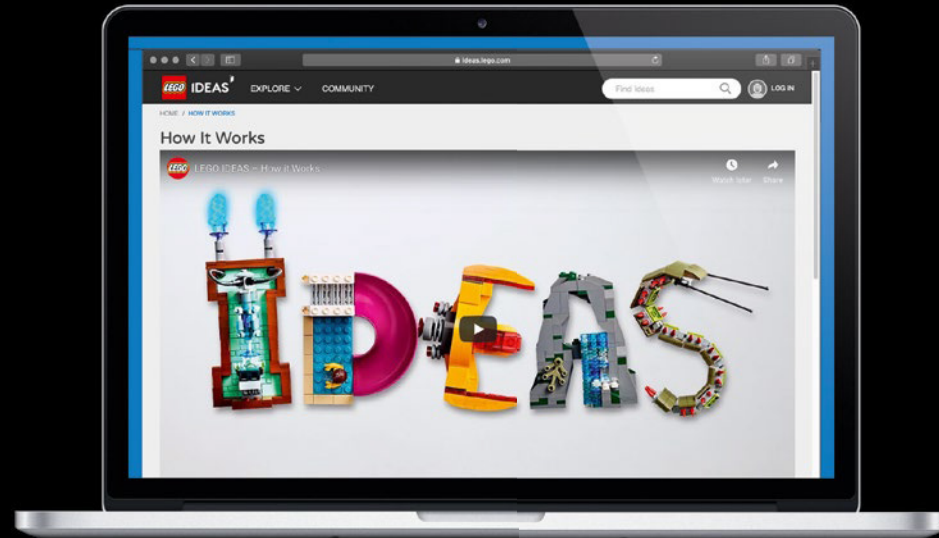 ideas.lego.com
LEGO IDEAS EXPLORE COMMUNITY Find Ideas LOG IN
HOME / HOW IT WORKS
How It Works
LEGO LEGO IDEAS – How it Works Watch later Share
IDEAS